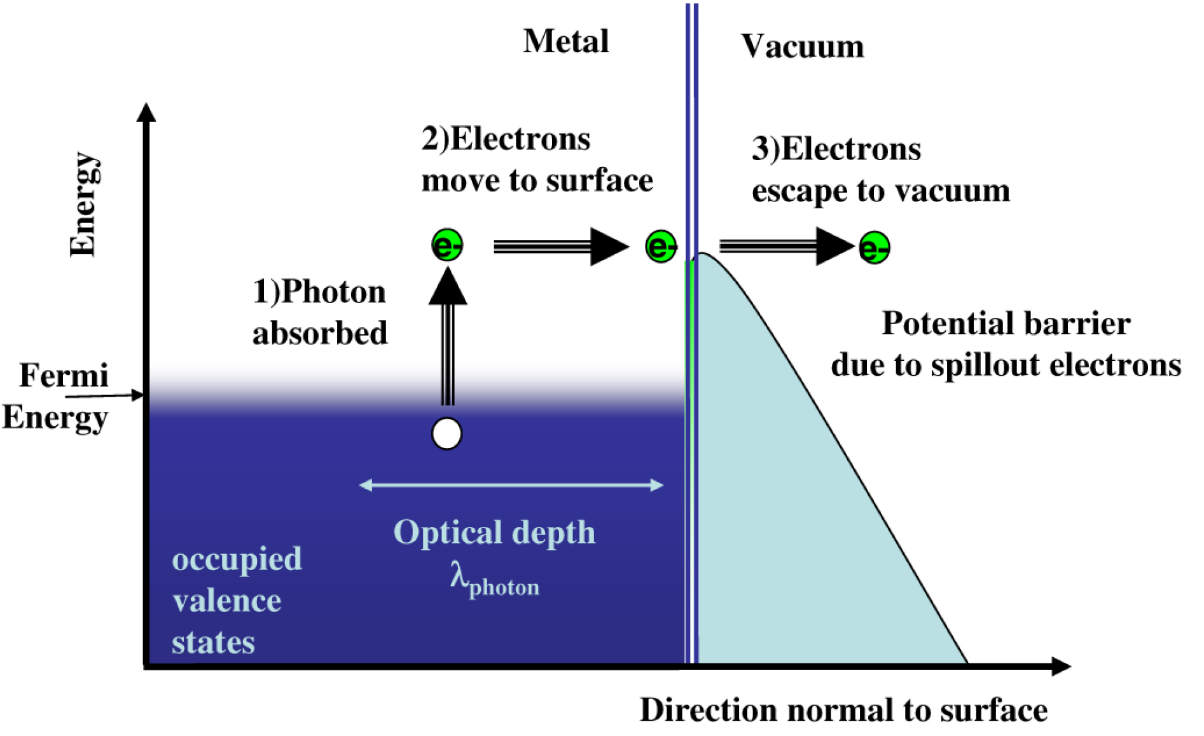 Metal
Vacuum
2)Electrons
move to surface
3)Electrons
escape to vacuum
Energy
e-
e-
e-
1)Photon
absorbed
Potential barrier
due to spillout electrons
Fermi
Energy
Optical depth
λphoton
occupied
valence
states
Direction normal to surface